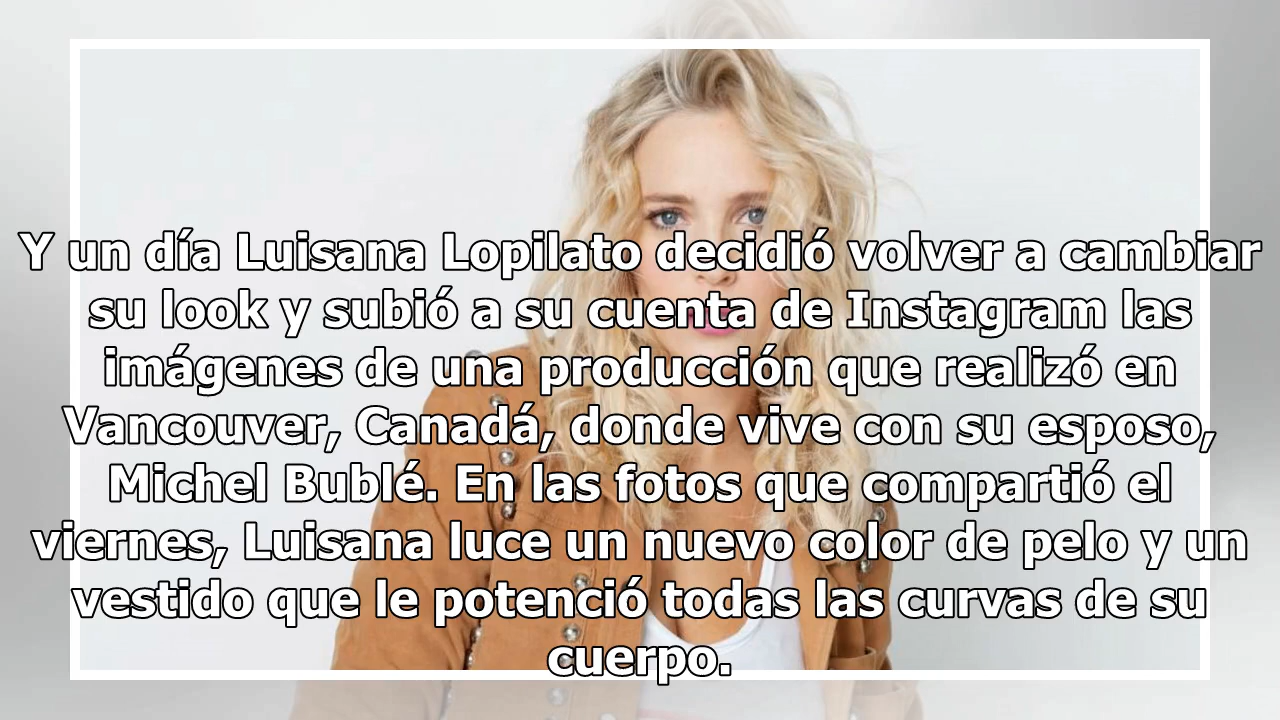 Y un día Luisana Lopilato decidió volver a cambiar
su look y subió a su cuenta de Instagram las
imágenes de una producción que realizó en
Vancouver, Canadá, donde vive con su esposo,
Michel Bublé. En las fotos que compartió el
viernes, Luisana luce un nuevo color de pelo y un
vestido que le potenció todas las curvas de su
cuerpo.